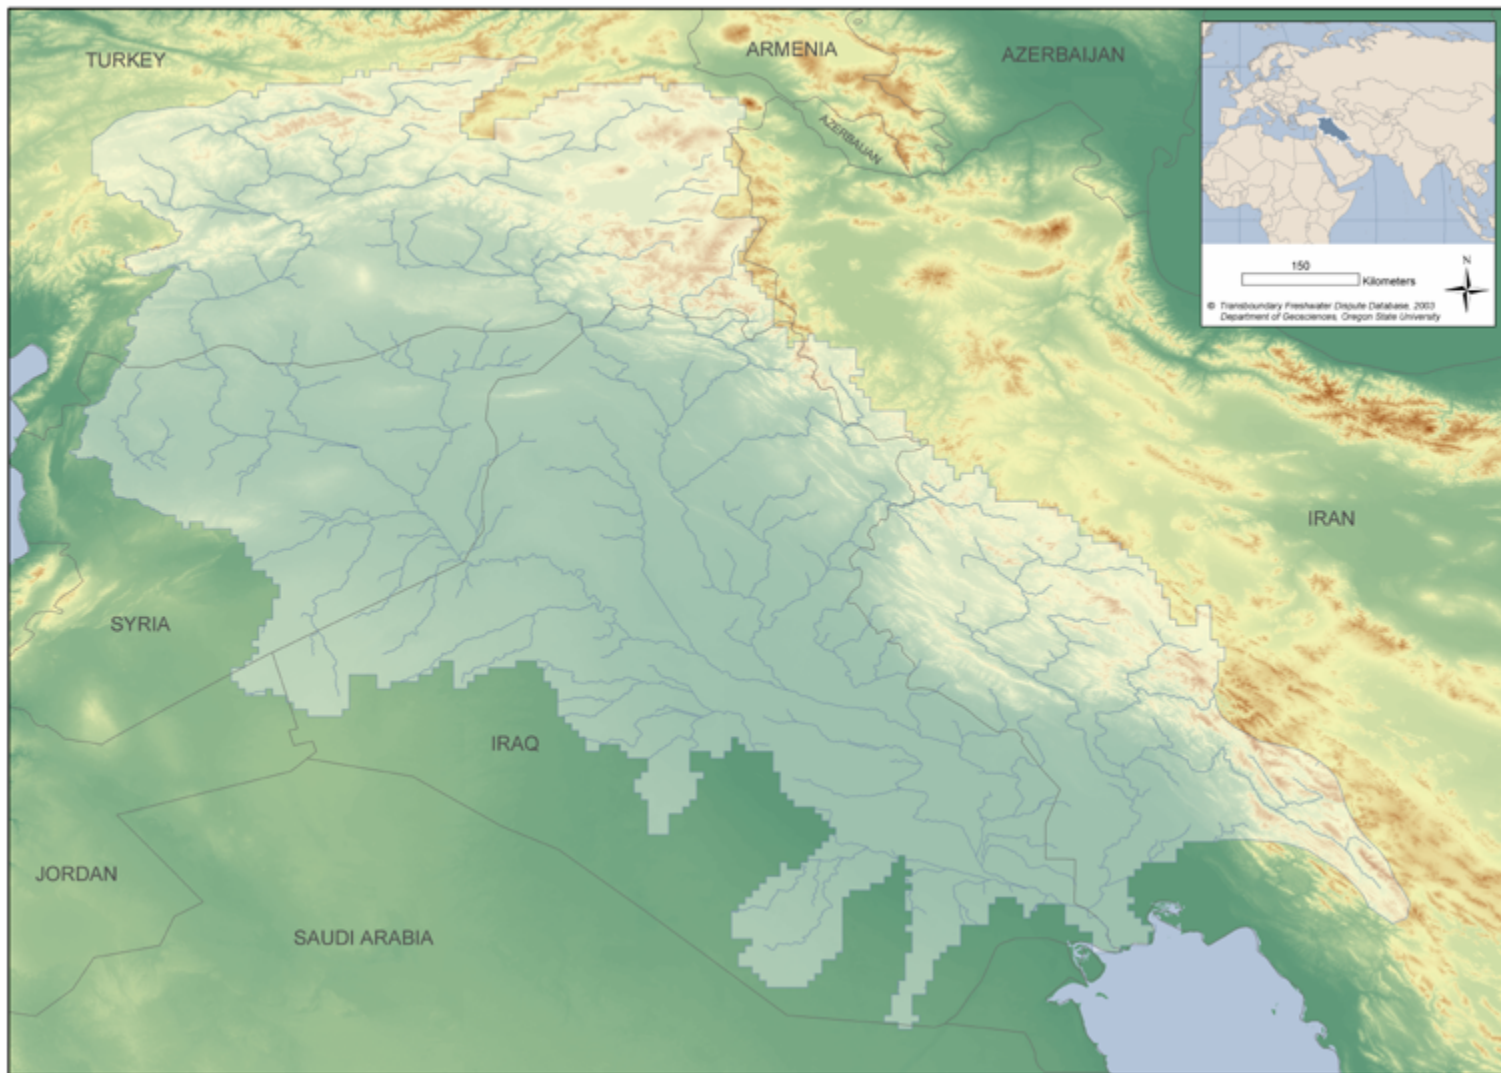 TURKEY
ARMENIA
AZERBAIJAN
AZERBAIJAN
N
150
Kilometers
© Transboundary Freshwater Dispute Database, 2003
Department of Geosciences, Oregon State University
IRAN
SYRIA
IRAQ
JORDAN
SAUDI ARABIA